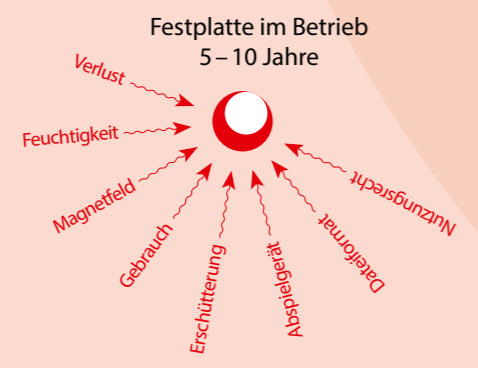 Festplatte im Betrieb
5 – 10 Jahre
Verlust
Feuchtigkeit
Magnetfeld
Gebrauch
Erschütterung
Abspielgerät
Dateiformat
Nutzungsrecht